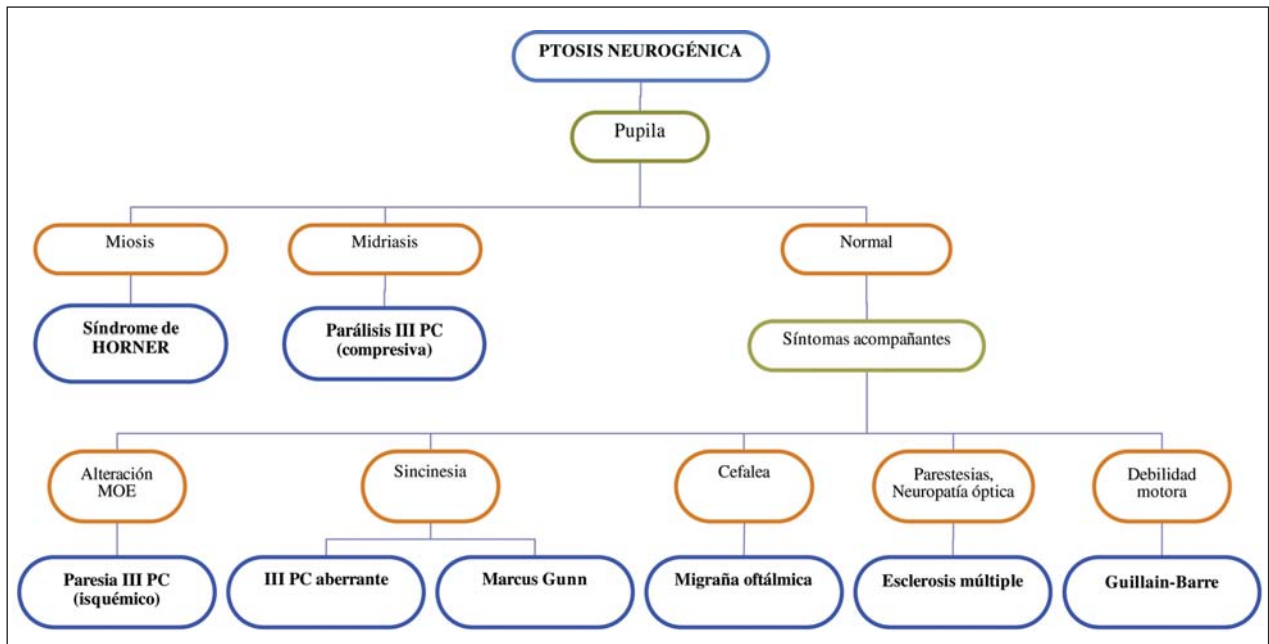 PTOSIS NEUROGÉNICA
Pupila
Miosis
Midriasis
Normal
Síndrome de
HORNER
Parálisis III PC
(compresiva)
Síntomas acompañantes
Alteración
MOE
Sincinesia
Cefalea
Parestesias,
Neuropatía óptica
Debilidad
motora
Paresia III PC
(isquémico)
III PC aberrante
Marcus Gunn
Migraña oftálmica
Esclerosis múltiple
Guillain-Barre